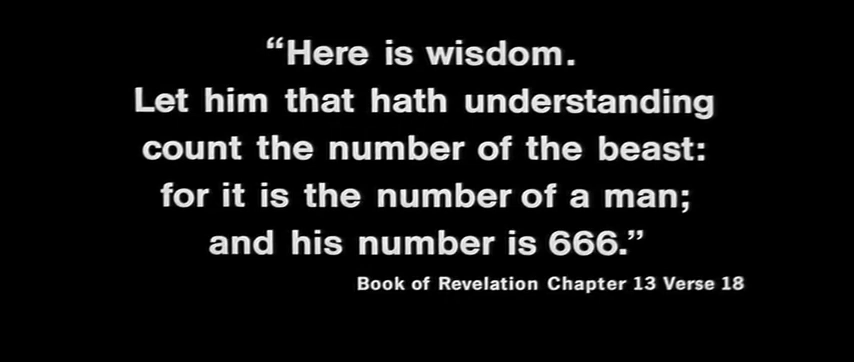 “Here is wisdom.
Let him that hath understanding
count the number of the beast:
for it is the number of a man;
and his number is 666.”
Book of Revelation Chapter 13 Verse 18